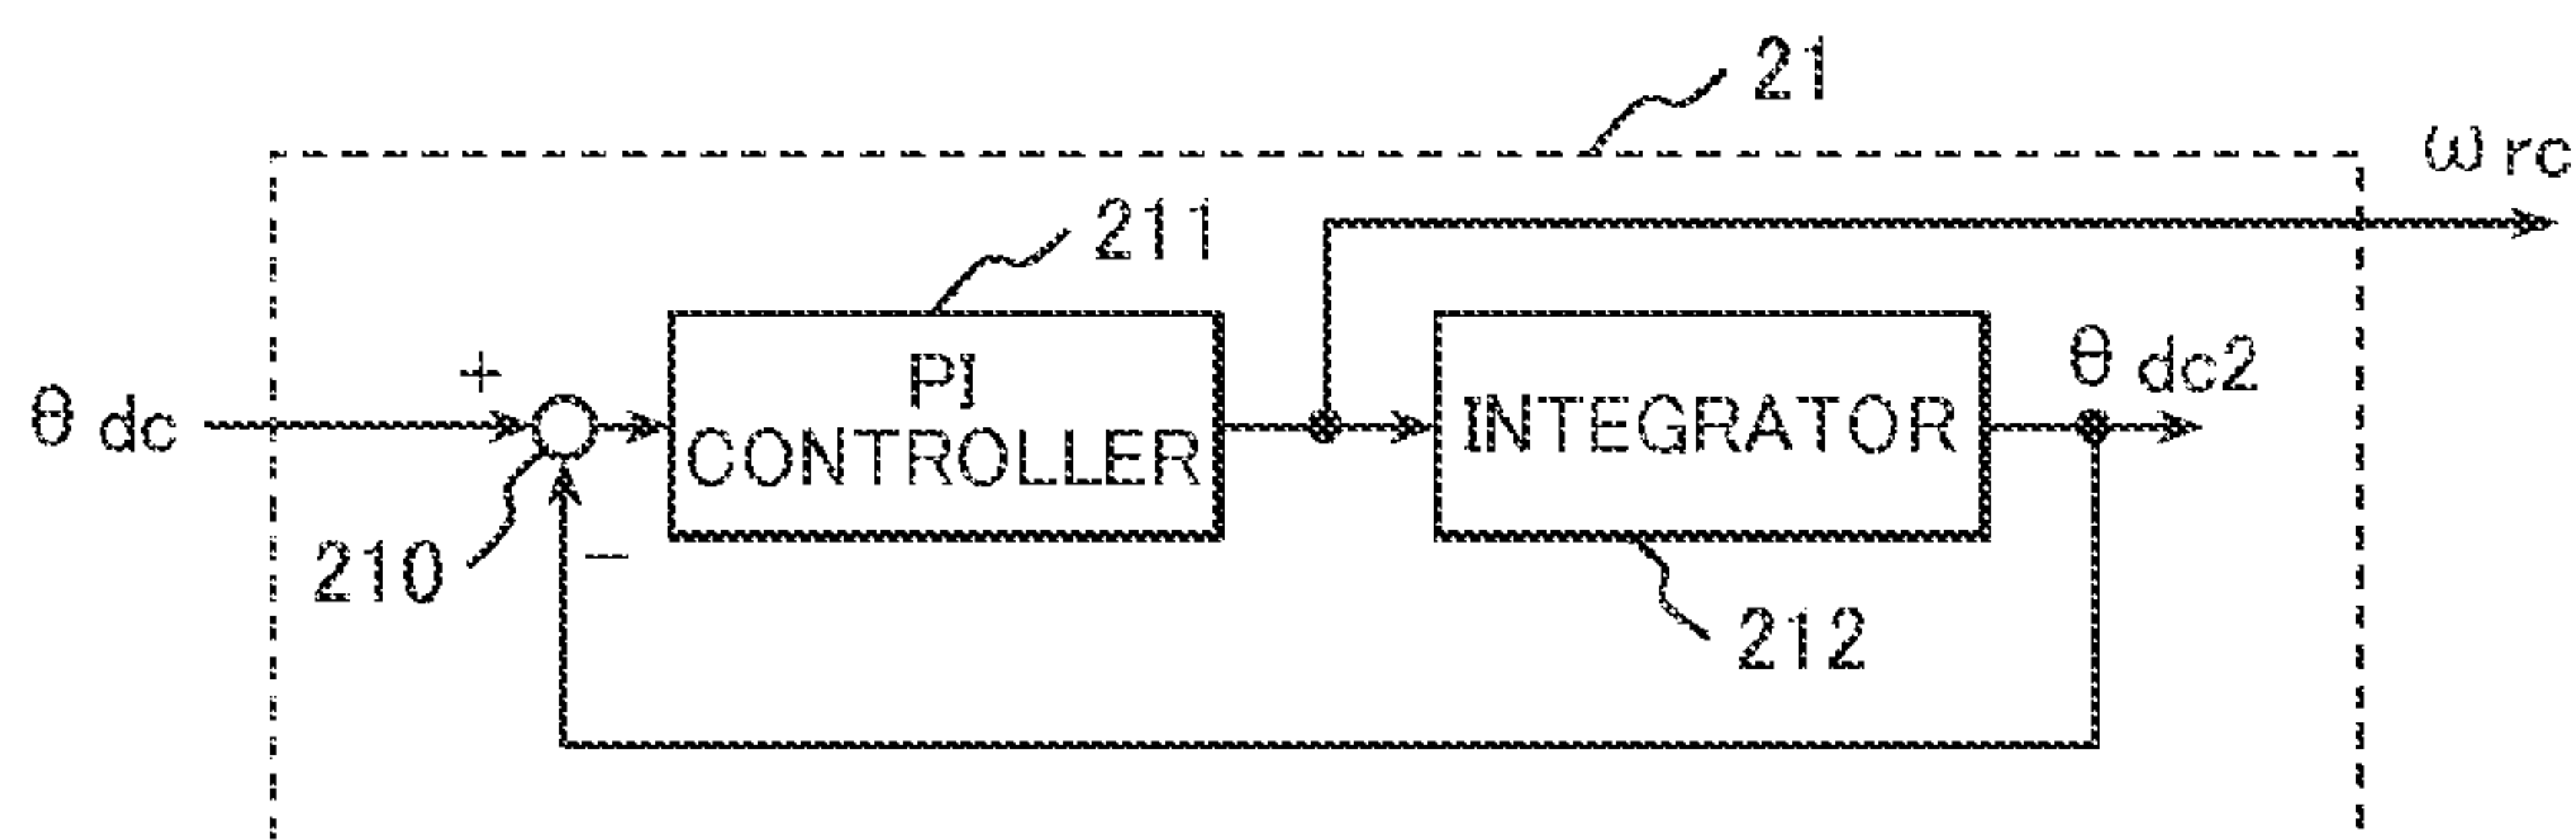 21
ω rc
211
PI
CONTROLLER
INTEGRATOR
θ dc2
+
θ dc
210
−
212